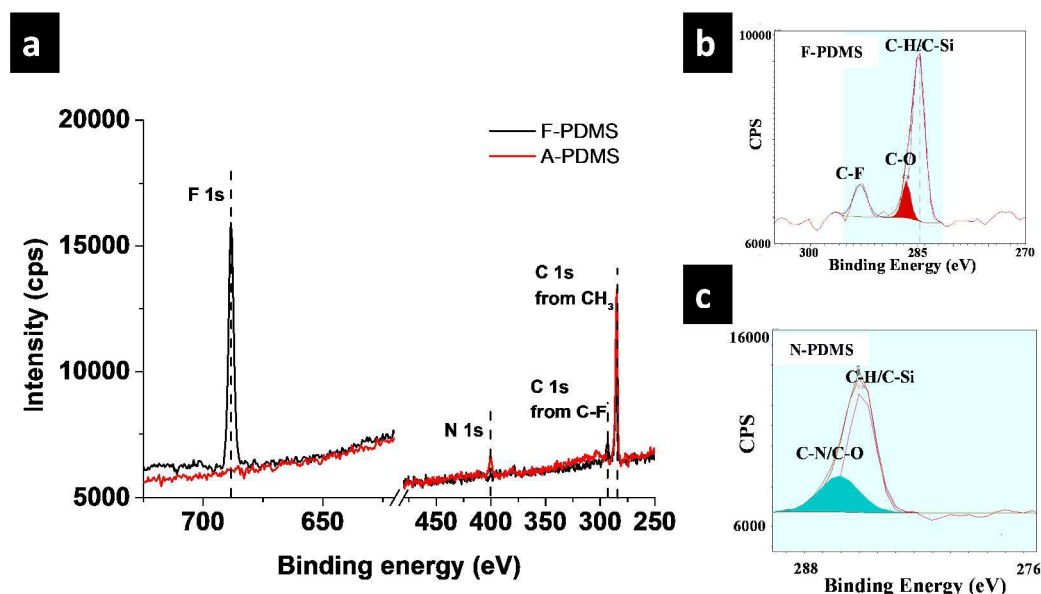 a
20000
15000
10000
5000
Intensity (cps)
F-PDMS
A-PDMS
F 1s
N 1s
C 1s
from CH3
C 1s
from C-F
700
650
450
400
350
300
250
Binding energy (eV)
b
10000
6000
CPS
F-PDMS
C-H/C-Si
C-O
C-F
300
285
270
Binding Energy (eV)
c
16000
6000
CPS
N-PDMS
C-H/C-Si
C-N/C-O
288
276
Binding Energy (eV)